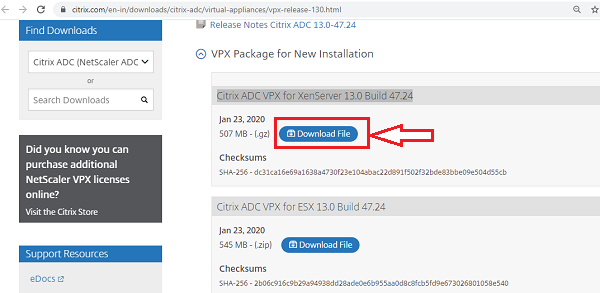 citrix.com/en-in/downloads/citrix-adc/virtual-appliances/vpx-release-130.html
Find Downloads
Citrix ADC (NetScaler ADC
or
Search Downloads
Did you know you can
purchase additional
NetScaler VPX licenses
online?
Visit the Citrix Store
Support Resources
eDocs
Release Notes Citrix ADC 13.0-47.24
VPX Package for New Installation
Citrix ADC VPX for XenServer 13.0 Build 47.24
Jan 23, 2020
507 MB - (.gz) Download File
Checksums
SHA-256 - dc31ca16e69a1638a4730f23e104abac22d891f502f32bde83bbe09e504d55cb
Citrix ADC VPX for ESX 13.0 Build 47.24
Jan 23, 2020
545 MB - (.zip) Download File
Checksums
SHA-256 - 2b06c916c9b29a94938dd28ade0e6b955aa0d8c8fcb5fd9e673026801058e540